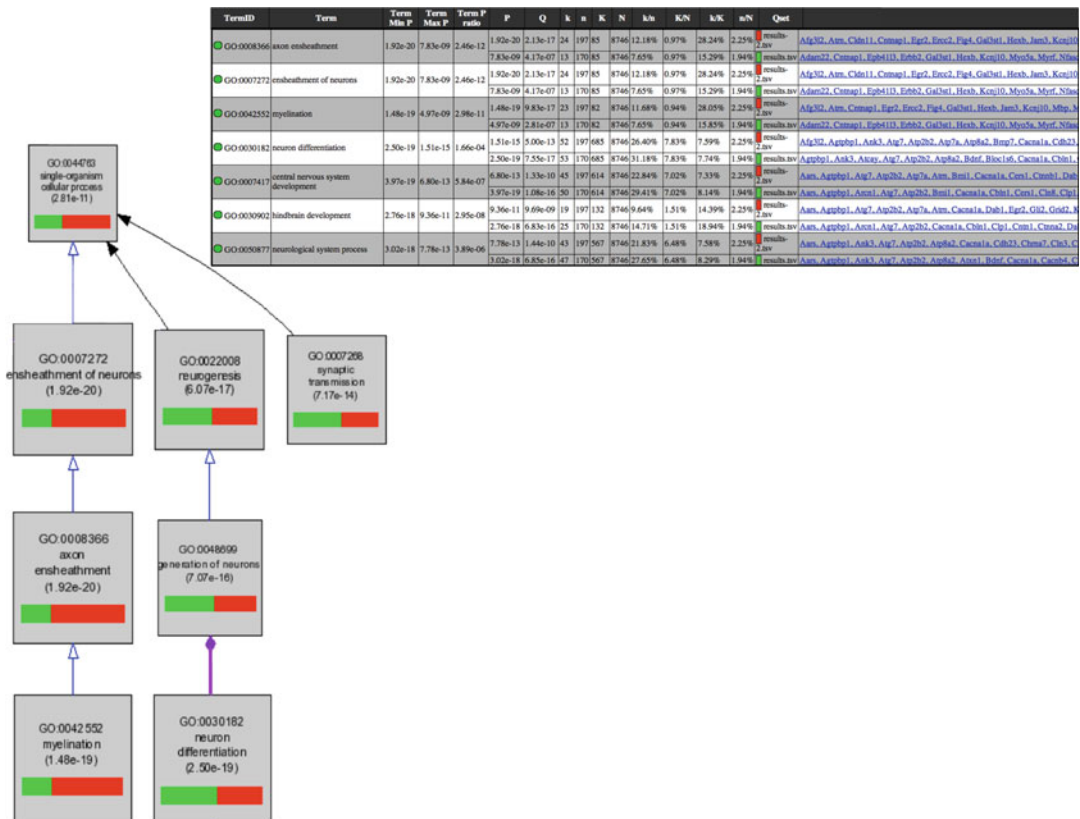 TermID Term Term Min P Term Max P Term P ratio P Q k n K N k/n K/N k/K n/N Qset
GO:0008366 axon ensheathment 1.92e-20 7.83e-09 2.46e-12 1.92e-20 2.13e-17 24 197 85 8746 12.18% 0.97% 28.24% 2.25% results-2.tsv Afg3l2, Atm, Cldn11, Cntnap1, Egr2, Ercc2, Fig4, Gal3st1, Hexb, Jam3, Kcnj10
7.83e-09 4.17e-07 13 170 85 8746 7.65% 0.97% 15.29% 1.94% results.tsv Adam22, Cntnap1, Epb41l3, Erbb2, Gal3st1, Hexb, Kcnj10, Myo5a, Myrf, Nfasc
GO:0007272 ensheathment of neurons 1.92e-20 7.83e-09 2.46e-12 1.92e-20 2.13e-17 24 197 85 8746 12.18% 0.97% 28.24% 2.25% results-2.tsv Afg3l2, Atm, Cldn11, Cntnap1, Egr2, Ercc2, Fig4, Gal3st1, Hexb, Jam3, Kcnj10
7.83e-09 4.17e-07 13 170 85 8746 7.65% 0.97% 15.29% 1.94% results.tsv Adam22, Cntnap1, Epb41l3, Erbb2, Gal3st1, Hexb, Kcnj10, Myo5a, Myrf, Nfasc
GO:0042552 myelination 1.48e-19 4.97e-09 2.98e-11 1.48e-19 9.83e-17 23 197 82 8746 11.68% 0.94% 28.05% 2.25% results-2.tsv Afg3l2, Atm, Cntnap1, Egr2, Ercc2, Fig4, Gal3st1, Hexb, Jam3, Kcnj10, Mbp,
4.97e-09 2.81e-07 13 170 82 8746 7.65% 0.94% 15.85% 1.94% results.tsv Adam22, Cntnap1, Epb41l3, Erbb2, Gal3st1, Hexb, Kcnj10, Myo5a, Myrf, Nfasc
GO:0030182 neuron differentiation 2.50e-19 1.51e-15 1.66e-04 1.51e-15 5.00e-13 52 197 685 8746 26.40% 7.83% 7.59% 2.25% results-2.tsv Afg3l2, Agtpbp1, Ank3, Atg7, Atp2b2, Atp7a, Atp8a2, Bmp7, Cacna1a, Cdh23,
2.50e-19 7.55e-17 53 170 685 8746 31.18% 7.83% 7.74% 1.94% results.tsv Agtpbp1, Ank3, Atcay, Atg7, Atp2b2, Atp8a2, Bdnf, Bloc1s6, Cacna1a, Cbln1,
GO:0007417 central nervous system development 3.97e-19 6.80e-13 5.84e-07 6.80e-13 1.33e-10 45 197 614 8746 22.84% 7.02% 7.33% 2.25% results-2.tsv Aars, Agtpbp1, Atg7, Atp2b2, Atp7a, Atm, Bmi1, Cacna1a, Cers1, Ctnnb1, Dab
3.97e-19 1.08e-16 50 170 614 8746 29.41% 7.02% 8.14% 1.94% results.tsv Aars, Agtpbp1, Arcn1, Atg7, Atp2b2, Bmi1, Cacna1a, Cbln1, Cers1, Cln8, Clp1
GO:0030902 hindbrain development 2.76e-18 9.36e-11 2.95e-08 9.36e-11 9.69e-09 19 197 132 8746 9.64% 1.51% 14.39% 2.25% results-2.tsv Aars, Agtpbp1, Atg7, Atp2b2, Atp7a, Atm, Cacna1a, Dab1, Egr2, Gli2, Grid2,
2.76e-18 6.83e-16 25 170 132 8746 14.71% 1.51% 18.94% 1.94% results.tsv Aars, Agtpbp1, Arcn1, Atg7, Atp2b2, Cacna1a, Cbln1, Clp1, Cntn1, Ctnna2, Da
GO:0050877 neurological system process 3.02e-18 7.78e-13 3.89e-06 7.78e-13 1.44e-10 43 197 567 8746 21.83% 6.48% 7.58% 2.25% results-2.tsv Aars, Agtpbp1, Ank3, Atg7, Atp2b2, Atp8a2, Cacna1a, Cdh23, Chrna7, Cln3, C
3.02e-18 6.85e-16 47 170 567 8746 27.65% 6.48% 8.29% 1.94% results.tsv Aars, Agtpbp1, Ank3, Atg7, Atp2b2, Atp8a2, Atxn1, Bdnf, Cacna1a, Cacnb4, C
GO:0044763
single-organism
cellular process
(2.81e-11)
GO:0007272
ensheathment of neurons
(1.92e-20)
GO:0022008
neurogenesis
(6.07e-17)
GO:0007268
synaptic
transmission
(7.17e-14)
GO:0008366
axon
ensheathment
(1.92e-20)
GO:0048699
generation of neurons
(7.07e-16)
GO:0042552
myelination
(1.48e-19)
GO:0030182
neuron
differentiation
(2.50e-19)